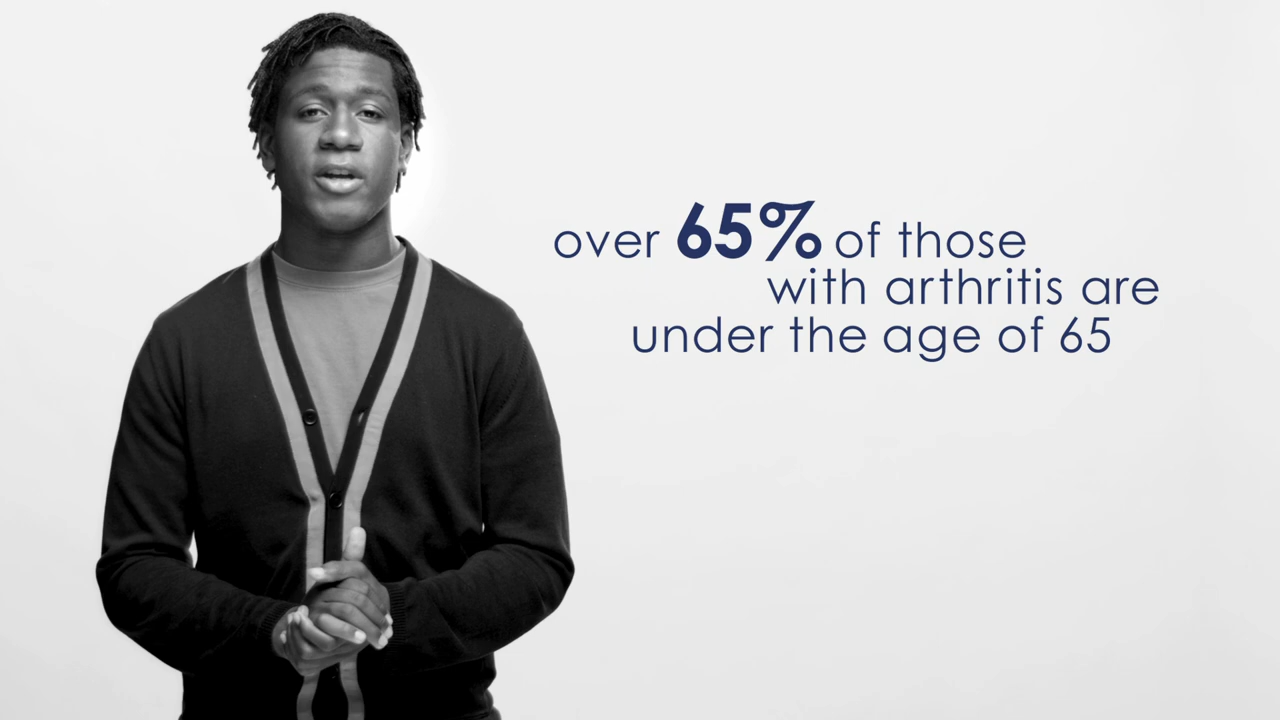 over 65% of those
with arthritis are
under the age of 65